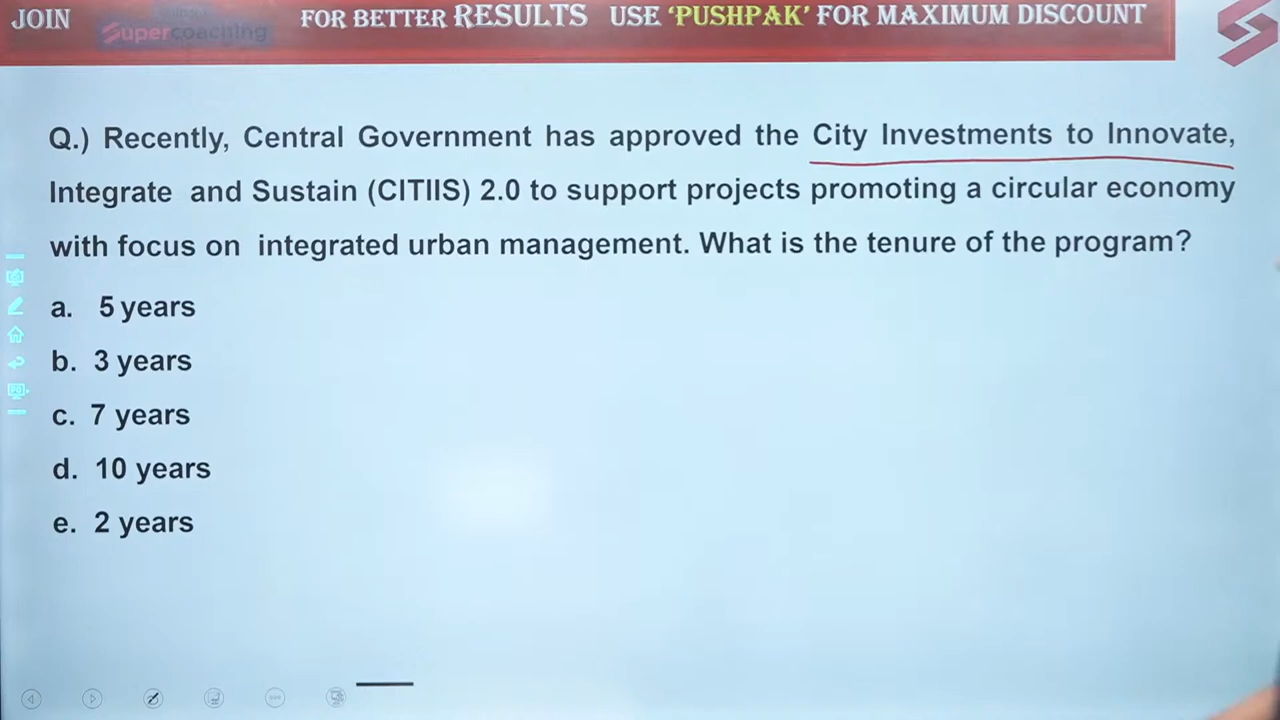 JOIN Supercoaching FOR BETTER RESULTS USE ‘PUSHPAK’ FOR MAXIMUM DISCOUNT
Q.) Recently, Central Government has approved the City Investments to Innovate,
Integrate and Sustain (CITIIS) 2.0 to support projects promoting a circular economy
with focus on integrated urban management. What is the tenure of the program?
a. 5 years
b. 3 years
c. 7 years
d. 10 years
e. 2 years